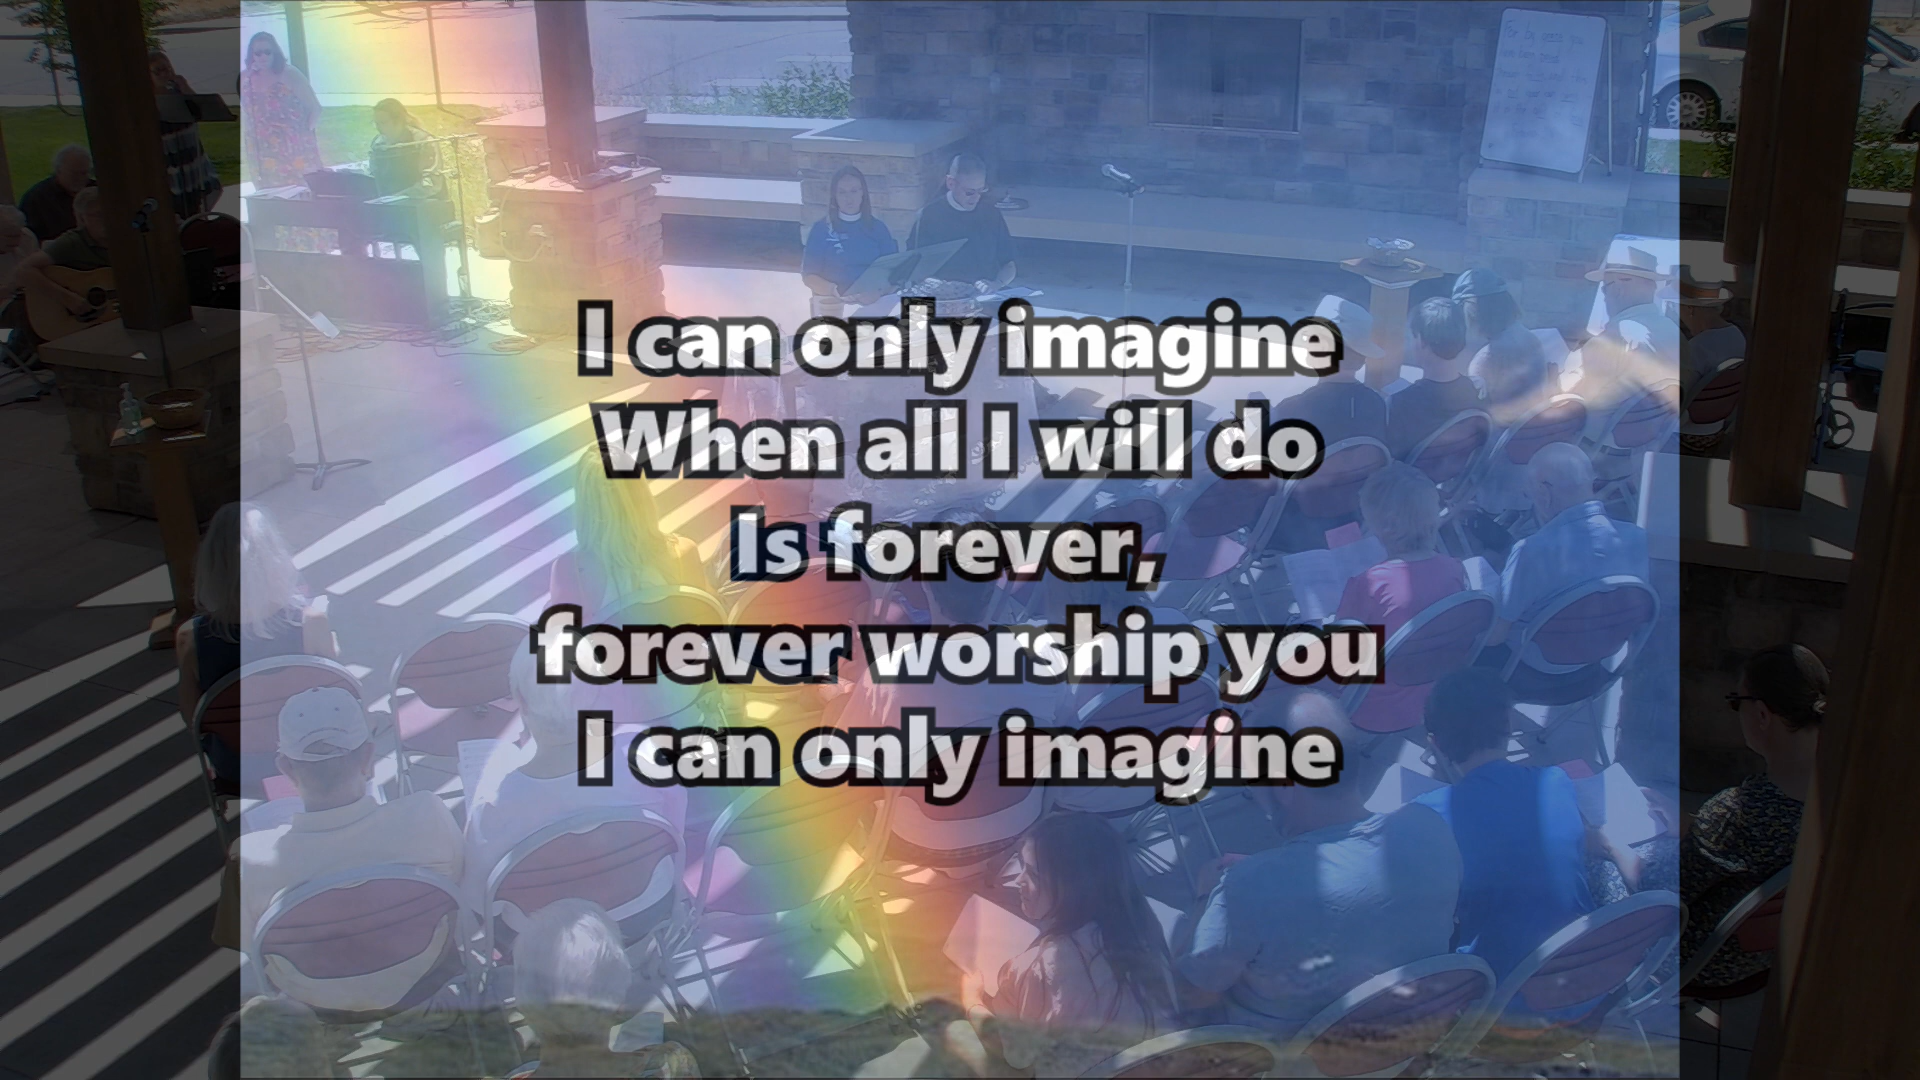 I can only imagine
When all I will do
Is forever,
forever worship you
I can only imagine